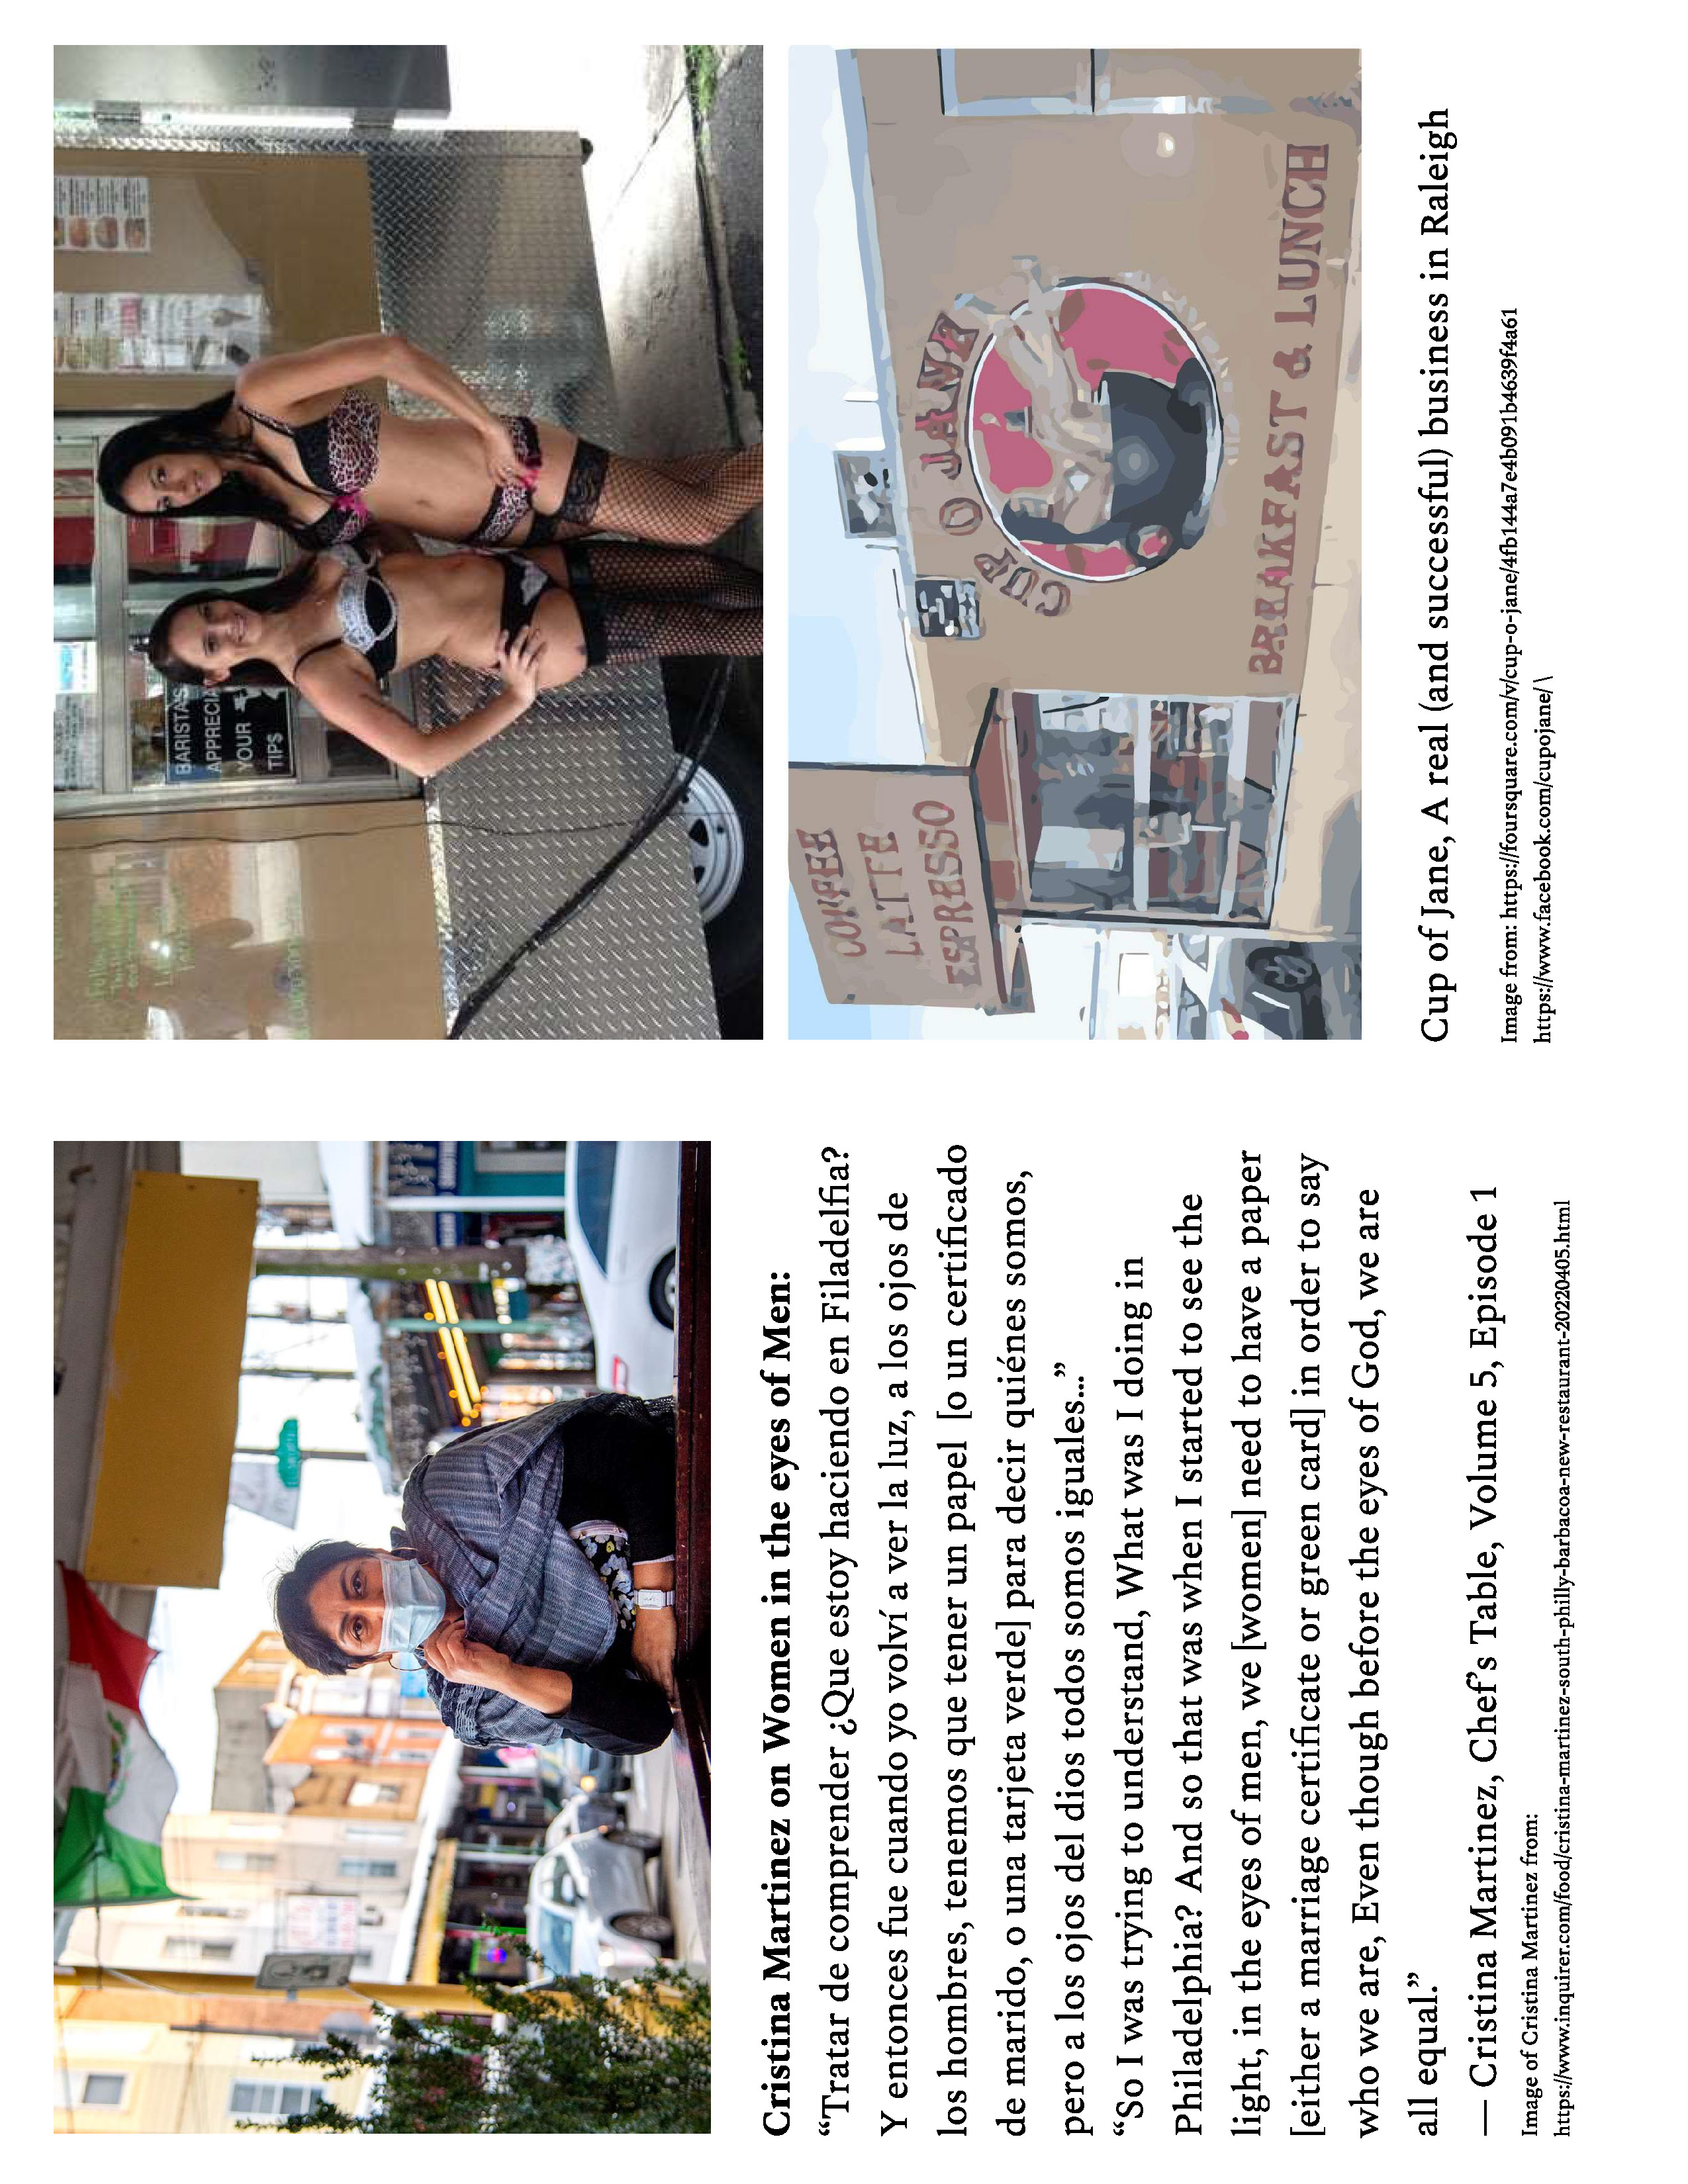 BARISTA'S
APPRECIA
YOUR
TIPS
Cristina Martinez on Women in the eyes of Men:
“Tratar de comprender ¿Que estoy haciendo en Filadelfia?
Y entonces fue cuando yo volví a ver la luz, a los ojos de
los hombres, tenemos que tener un papel [o un certificado
de marido, o una tarjeta verde] para decir quiénes somos,
pero a los ojos del dios todos somos iguales...”
“So I was trying to understand, What was I doing in
Philadelphia? And so that was when I started to see the
light, in the eyes of men, we [women] need to have a paper
[either a marriage certificate or green card] in order to say
who we are, Even though before the eyes of God, we are
all equal.”
— Cristina Martinez, Chef’s Table, Volume 5, Episode 1
Image of Cristina Martinez from:
https://www.inquirer.com/food/cristina-martinez-south-philly-barbacoa-new-restaurant-20220405.html
COFFEE
LATTE
ESPRESSO
CUP O JANE
BREAKFAST & LUNCH
Cup of Jane, A real (and successful) business in Raleigh
Image from: https://foursquare.com/v/cup-o-jane/4fb144a7e4b091b4639f4a61
https://www.facebook.com/cupojane/ \